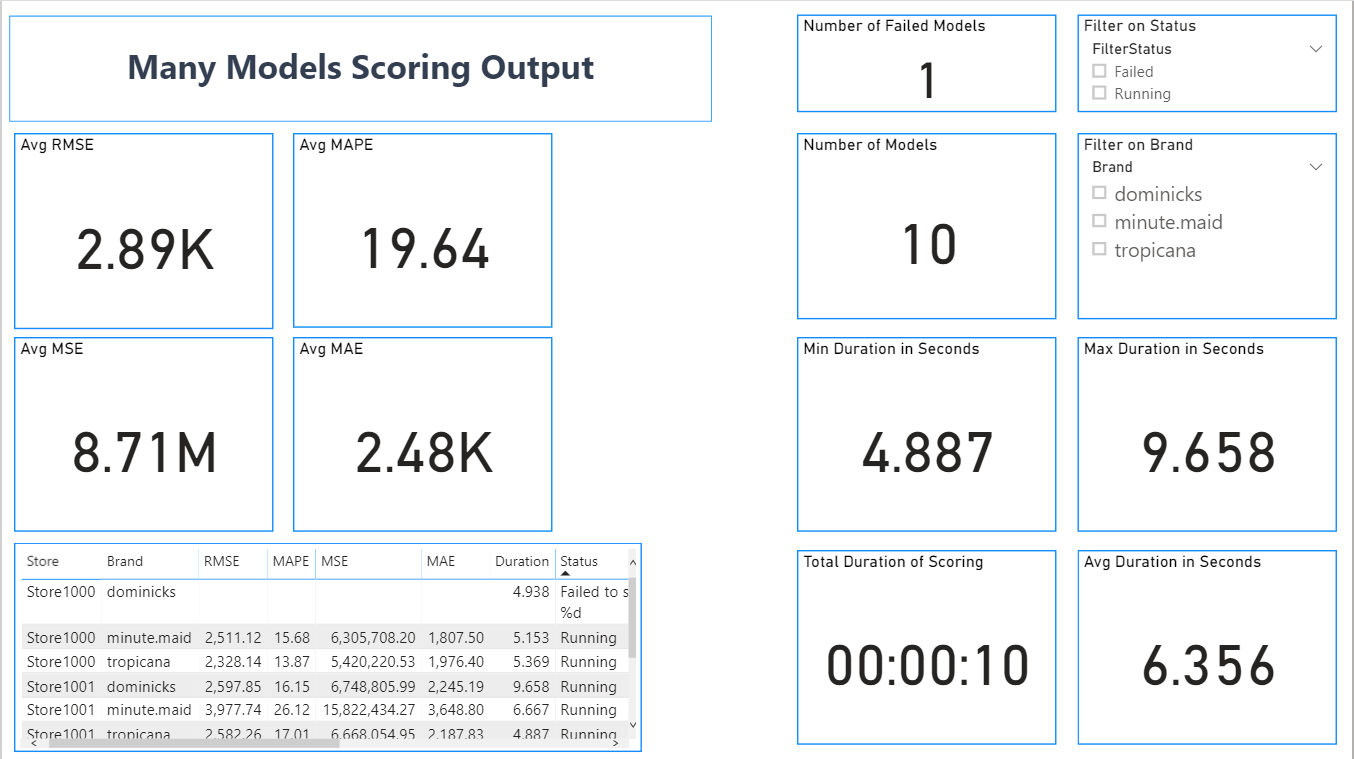 Many Models Scoring Output
Number of Failed Models
1
Filter on Status
FilterStatus
Failed
Running
Avg RMSE
2.89K
Avg MAPE
19.64
Number of Models
10
Filter on Brand
Brand
dominicks
minute.maid
tropicana
Avg MSE
8.71M
Avg MAE
2.48K
Min Duration in Seconds
4.887
Max Duration in Seconds
9.658
Store Brand RMSE MAPE MSE MAE Duration Status
Store1000 dominicks 4.938 Failed to s
%d
Store1000 minute.maid 2,511.12 15.68 6,305,708.20 1,807.50 5.153 Running
Store1000 tropicana 2,328.14 13.87 5,420,220.53 1,976.40 5.369 Running
Store1001 dominicks 2,597.85 16.15 6,748,805.99 2,245.19 9.658 Running
Store1001 minute.maid 3,977.74 26.12 15,822,434.27 3,648.80 6.667 Running
Store1001 tropicana 2,582.26 17.01 6,668,054.95 2,187.83 4.887 Running
Total Duration of Scoring
00:00:10
Avg Duration in Seconds
6.356